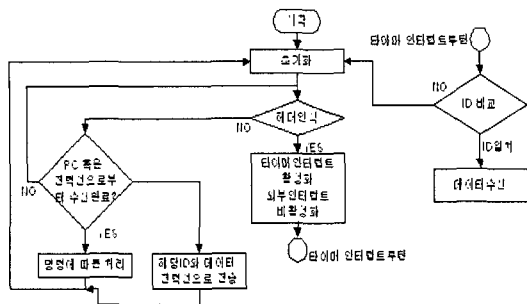 시작
초기화
헤더인식
NO
YES
타이머인터럽트
활성화
외부인터럽트
비활성화
타이머 인터럽트루틴
PC 혹은
전력선으로부
터 수신완료?
NO
YES
명령에 따른 처리
해당ID와 데이터
전력선으로 전송
타이머 인터럽트루틴
NO
ID 비교
ID일치
데이터수신